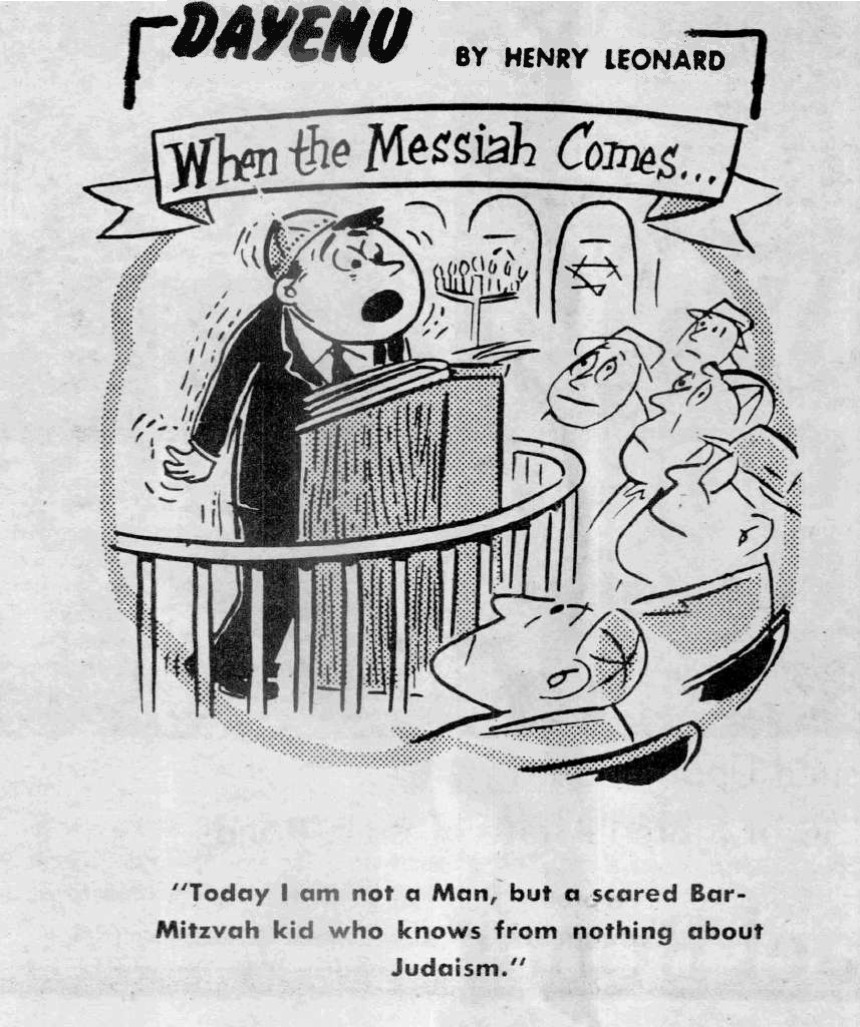 DAYENU
BY HENRY LEONARD
When the Messiah Comes...
"Today I am not a Man, but a scared Bar-
Mitzvah kid who knows from nothing about
Judaism."